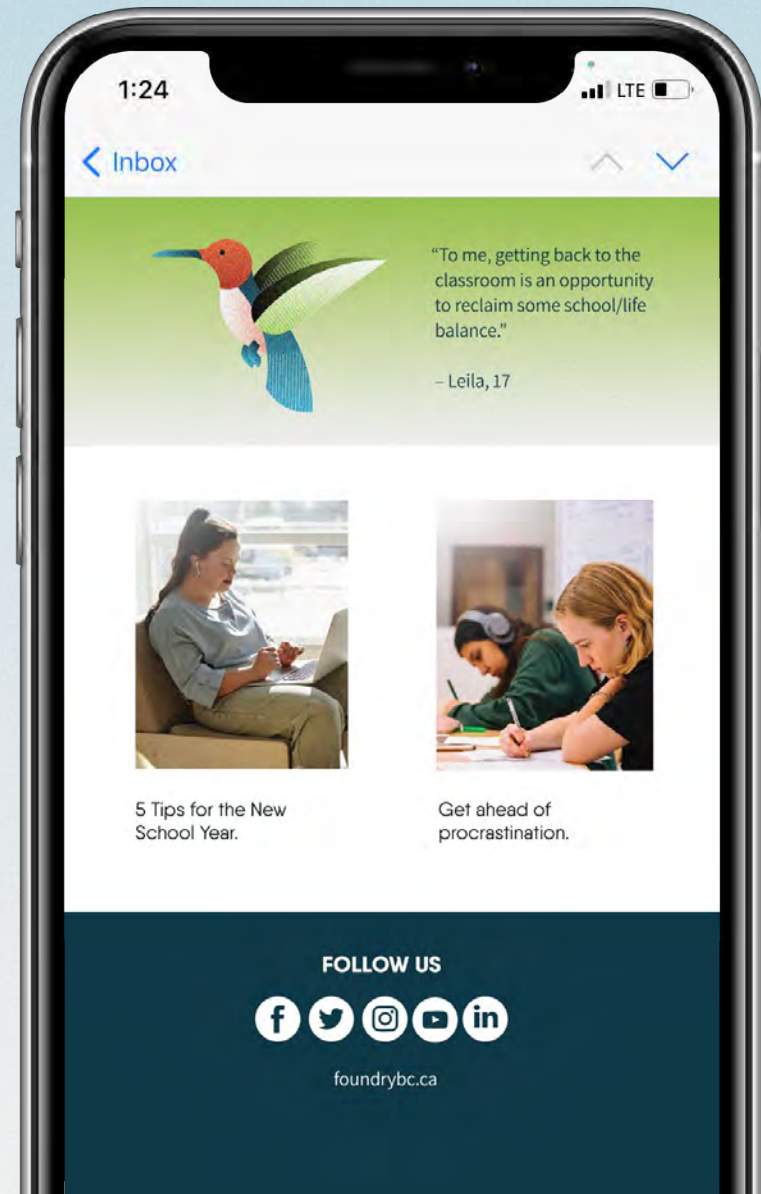 1:24
LTE
Inbox
“To me, getting back to the
classroom is an opportunity
to reclaim some school/life
balance.”
– Leila, 17
5 Tips for the New
School Year.
Get ahead of
procrastination.
FOLLOW US
foundrybc.ca